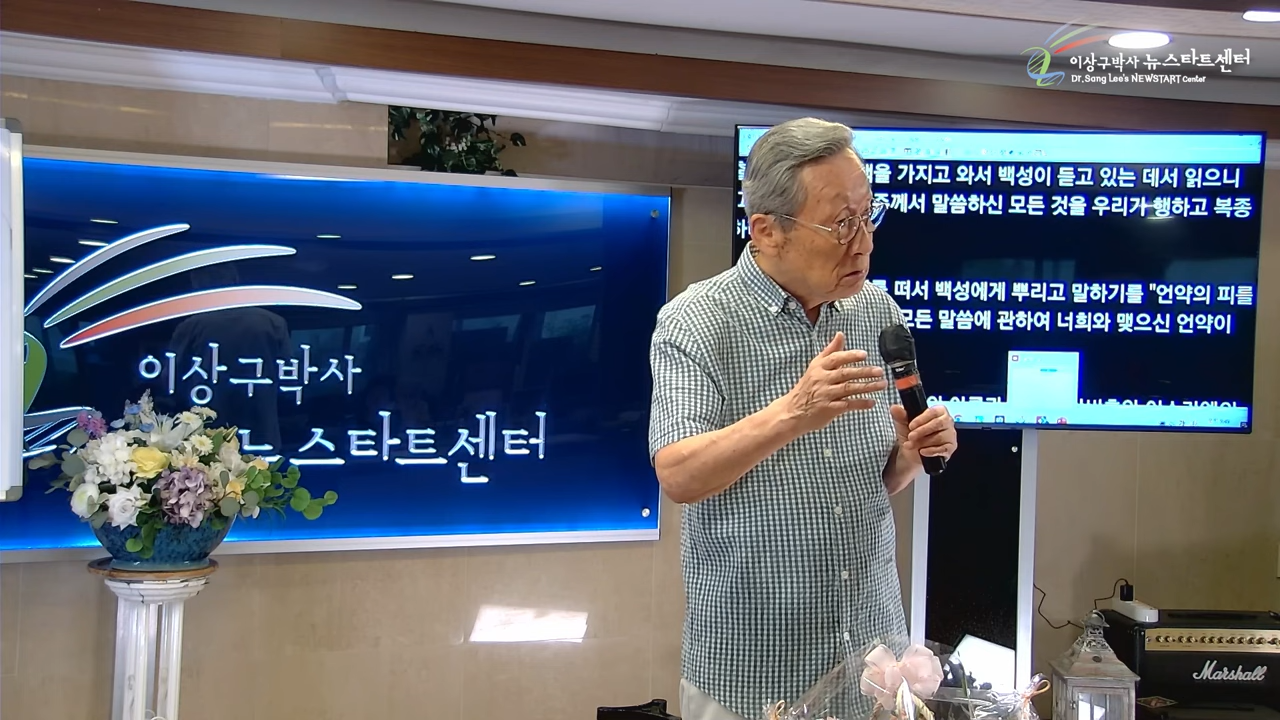 이상구박사 뉴스타트센터
Dr. Sang Lee's NEWSTART Center
가지고 와서 백성이 듣고 있는 데서 읽으니
말씀하신 모든 것을 우리가 행하고 복종
떠서 백성에게 뿌리고 말하기를 "언약의 피를
모든 말씀에 관하여 너희와 맺으신 언약이
이상구박사
뉴스타트센터
Marshall